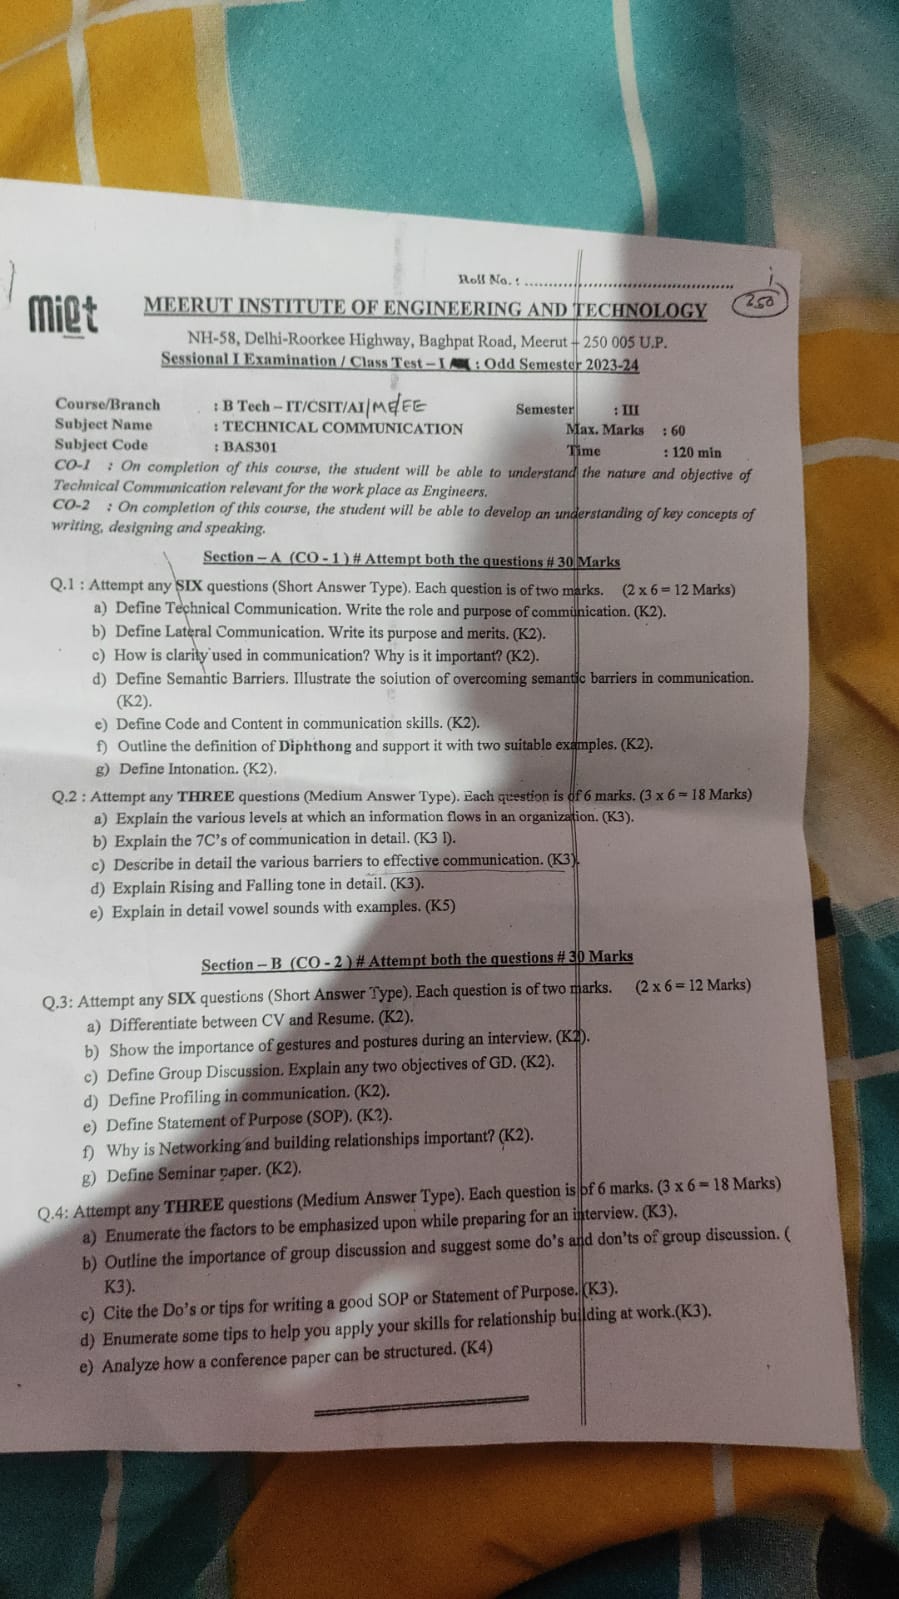 Roll No. : ..................................................
miet
MEERUT INSTITUTE OF ENGINEERING AND TECHNOLOGY
250
NH-58, Delhi-Roorkee Highway, Baghpat Road, Meerut – 250 005 U.P.
Sessional I Examination / Class Test – I : Odd Semester 2023-24
Course/Branch : B Tech – IT/CSIT/AI/ME/EE Semester : III
Subject Name : TECHNICAL COMMUNICATION Max. Marks : 60
Subject Code : BAS301 Time : 120 min
CO-1 : On completion of this course, the student will be able to understand the nature and objective of
Technical Communication relevant for the work place as Engineers.
CO-2 : On completion of this course, the student will be able to develop an understanding of key concepts of
writing, designing and speaking.
Section – A (CO - 1 ) # Attempt both the questions # 30 Marks
Q.1 : Attempt any SIX questions (Short Answer Type). Each question is of two marks. (2 x 6 = 12 Marks)
a) Define Technical Communication. Write the role and purpose of communication. (K2).
b) Define Lateral Communication. Write its purpose and merits. (K2).
c) How is clarity used in communication? Why is it important? (K2).
d) Define Semantic Barriers. Illustrate the solution of overcoming semantic barriers in communication.
(K2).
e) Define Code and Content in communication skills. (K2).
f) Outline the definition of Diphthong and support it with two suitable examples. (K2).
g) Define Intonation. (K2).
Q.2 : Attempt any THREE questions (Medium Answer Type). Each question is of 6 marks. (3 x 6 = 18 Marks)
a) Explain the various levels at which an information flows in an organization. (K3).
b) Explain the 7C's of communication in detail. (K3 ).
c) Describe in detail the various barriers to effective communication. (K3).
d) Explain Rising and Falling tone in detail. (K3).
e) Explain in detail vowel sounds with examples. (K5)
Section – B (CO - 2 ) # Attempt both the questions # 30 Marks
Q.3: Attempt any SIX questions (Short Answer Type). Each question is of two marks. (2 x 6 = 12 Marks)
a) Differentiate between CV and Resume. (K2).
b) Show the importance of gestures and postures during an interview. (K2).
c) Define Group Discussion. Explain any two objectives of GD. (K2).
d) Define Profiling in communication. (K2).
e) Define Statement of Purpose (SOP). (K2).
f) Why is Networking and building relationships important? (K2).
g) Define Seminar paper. (K2).
Q.4: Attempt any THREE questions (Medium Answer Type). Each question is of 6 marks. (3 x 6 = 18 Marks)
a) Enumerate the factors to be emphasized upon while preparing for an interview. (K3).
b) Outline the importance of group discussion and suggest some do's and don'ts of group discussion. (
K3).
c) Cite the Do's or tips for writing a good SOP or Statement of Purpose. (K3).
d) Enumerate some tips to help you apply your skills for relationship building at work.(K3).
e) Analyze how a conference paper can be structured. (K4)